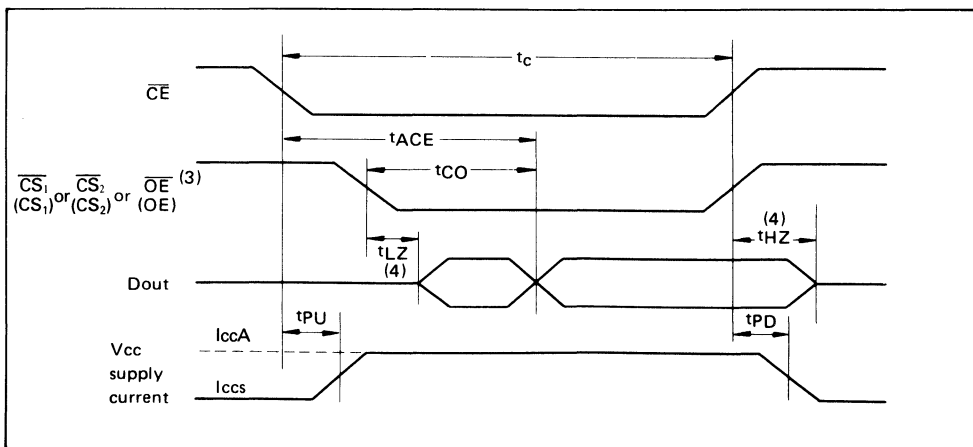 tC
CE
tACE
tCO
CS1 or CS2 or OE (3)
(CS1) (CS2) (OE)
(4)
tHZ
tLZ
(4)
Dout
tPU
tPD
IccA
Vcc
supply
current
Iccs